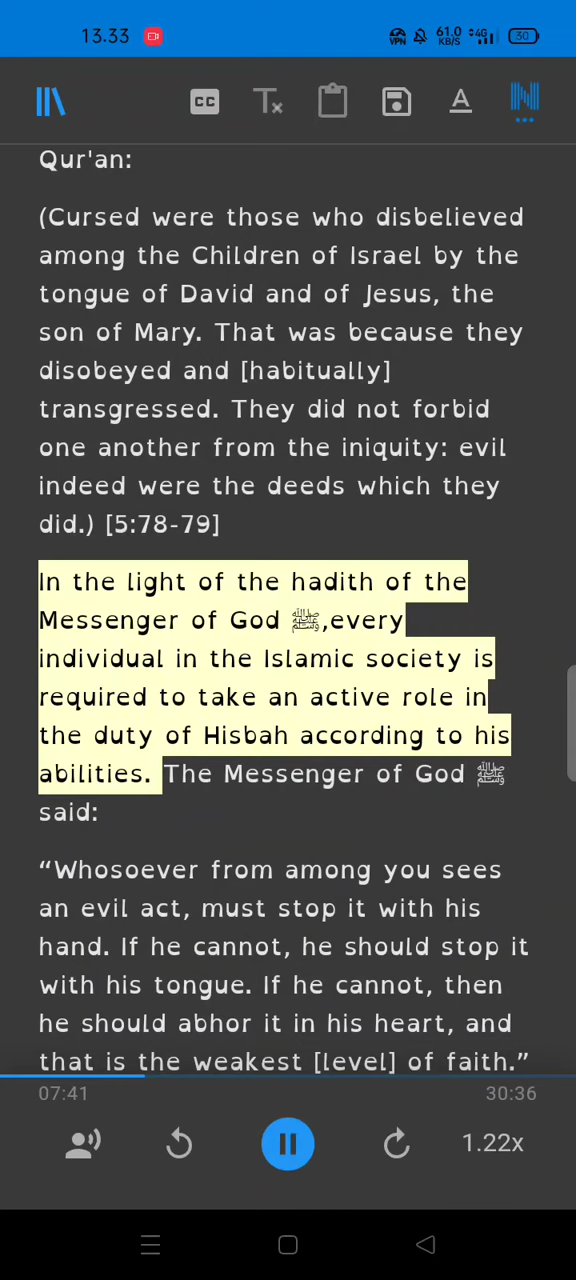 13.33
VPN
61.0
KB/S
4G
30
CC
Qur'an:
(Cursed were those who disbelieved
among the Children of Israel by the
tongue of David and of Jesus, the
son of Mary. That was because they
disobeyed and [habitually]
transgressed. They did not forbid
one another from the iniquity: evil
indeed were the deeds which they
did.) [5:78-79]
In the light of the hadith of the
Messenger of God ﷺ,every
individual in the Islamic society is
required to take an active role in
the duty of Hisbah according to his
abilities. The Messenger of God ﷺ
said:
“Whosoever from among you sees
an evil act, must stop it with his
hand. If he cannot, he should stop it
with his tongue. If he cannot, then
he should abhor it in his heart, and
that is the weakest [level] of faith.”
07:41
30:36
1.22x